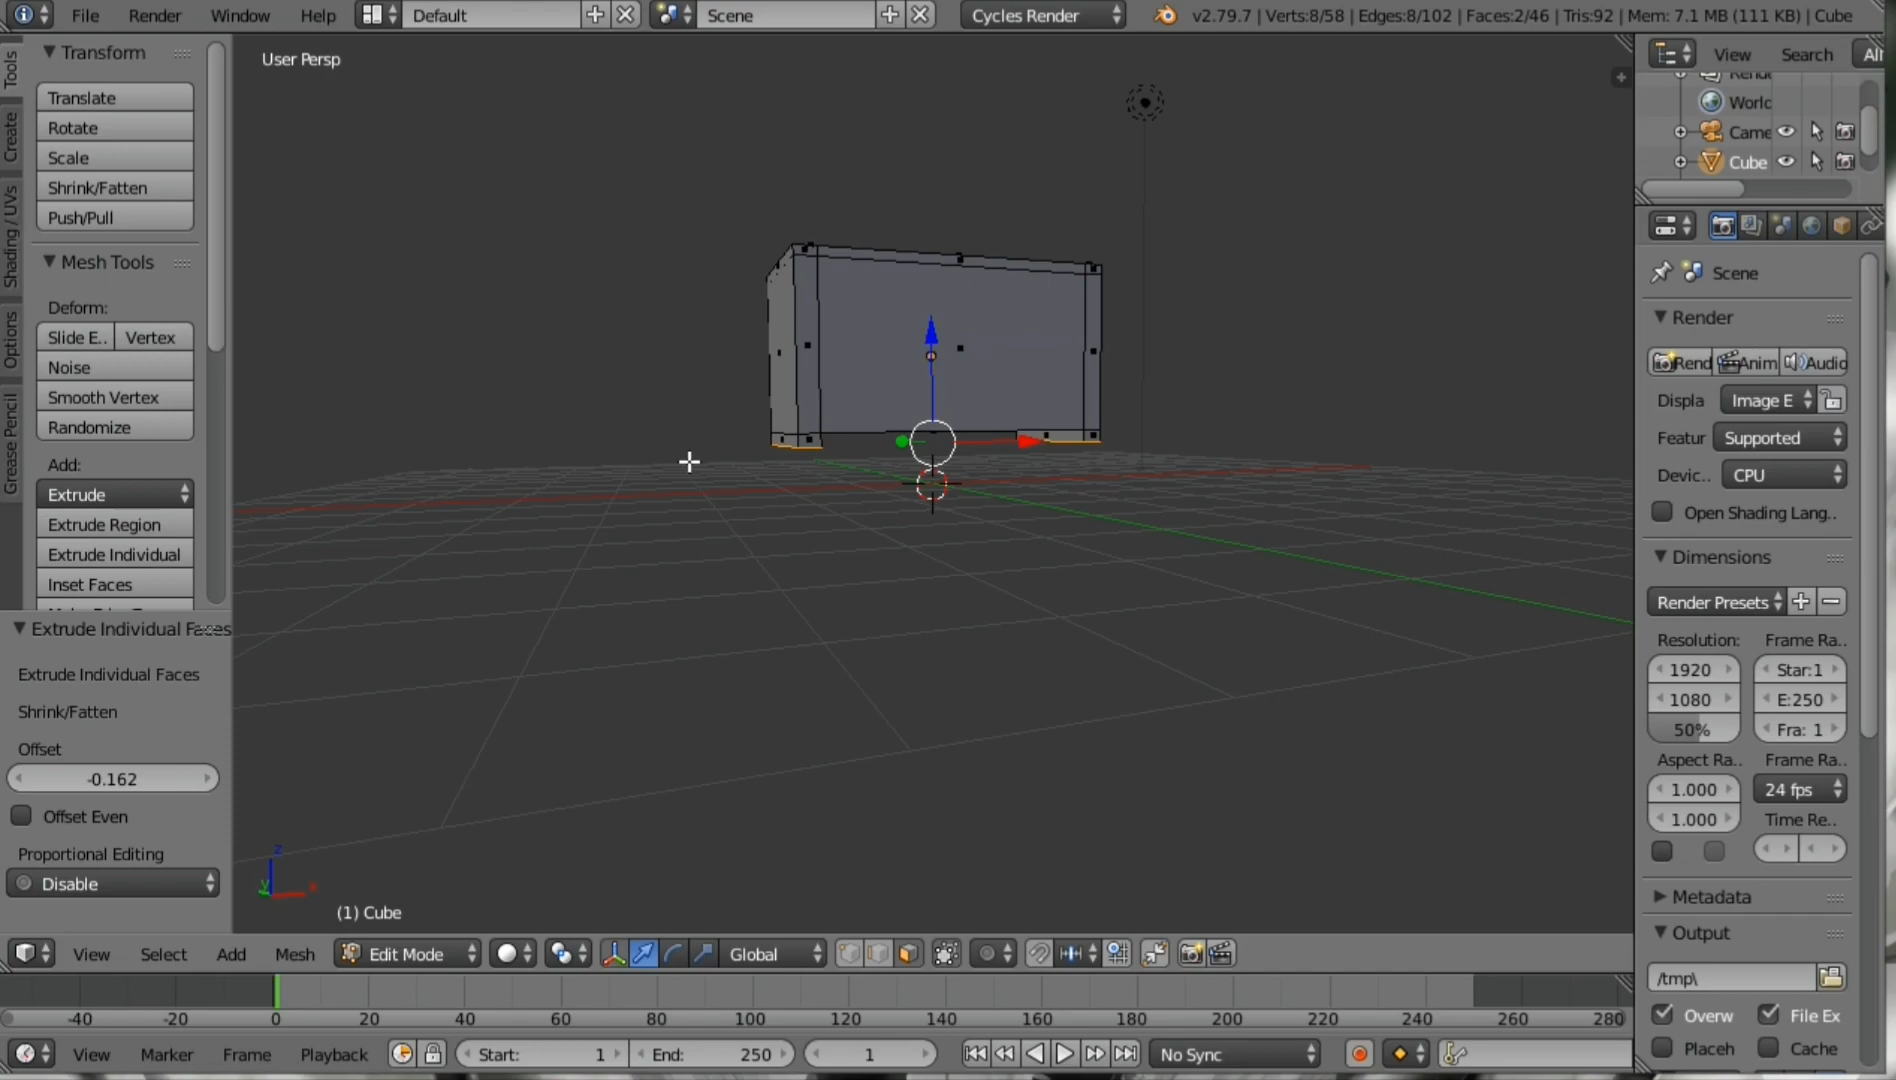 File Render Window Help Default Scene Cycles Render v2.79.7 | Verts:8/58 | Edges:8/102 | Faces:2/46 | Tris:92 | Mem: 7.1 MB (111 KB) | Cube
Tools
Create
Shading / UVs
Options
Grease Pencil
Transform
Translate
Rotate
Scale
Shrink/Fatten
Push/Pull
Mesh Tools
Deform:
Slide E.. Vertex
Noise
Smooth Vertex
Randomize
Add:
Extrude
Extrude Region
Extrude Individual
Inset Faces
Extrude Individual Faces
Extrude Individual Faces
Shrink/Fatten
Offset
-0.162
Offset Even
Proportional Editing
Disable
User Persp
z
y x
(1) Cube
View Search All
World
Came
Cube
Scene
Render
Rend Anim Audio
Displa Image E
Featur Supported
Devic.. CPU
Open Shading Lang..
Dimensions
Render Presets
Resolution: Frame Ra..
1920 Star:1
1080 E:250
50% Fra: 1
Aspect Ra.. Frame Ra..
1.000 24 fps
1.000 Time Re..
Metadata
Output
/tmp\
Overw File Ex
Placeh Cache
View Select Add Mesh Edit Mode Global
-40 -20 0 20 40 60 80 100 120 140 160 180 200 220 240 260 280
View Marker Frame Playback Start: 1 End: 250 1 No Sync